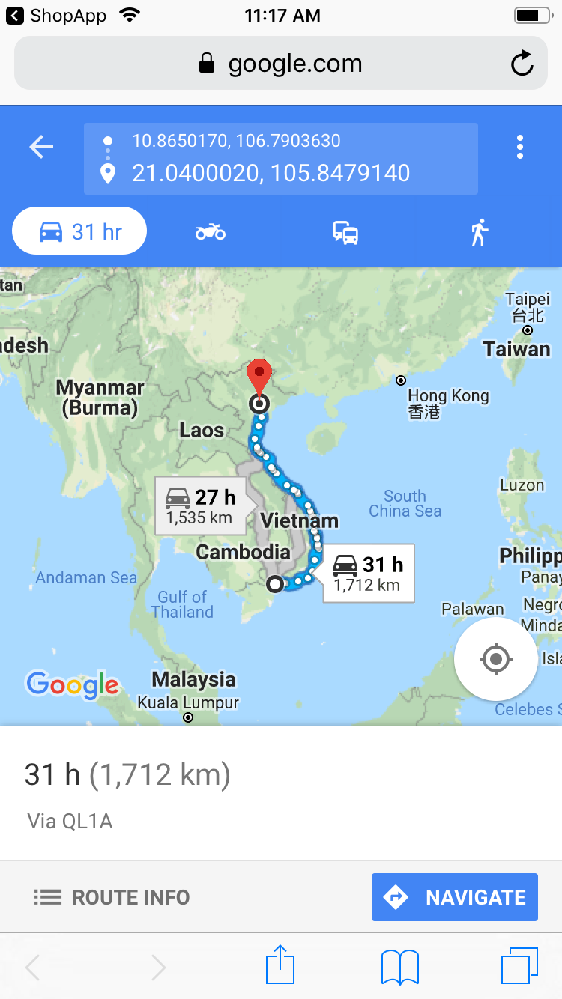 ShopApp
11:17 AM
google.com
10.8650170, 106.7903630
21.0400020, 105.8479140
31 hr
tan
Taipei
台北
adesh
Taiwan
Myanmar
(Burma)
Hong Kong
香港
Laos
27 h
1,535 km
Luzon
South
China Sea
Vietnam
Cambodia
Philipp
31 h
1,712 km
Andaman Sea
Panay
Gulf of
Thailand
Palawan
Negro
Minda
Isla
Google
Malaysia
Kuala Lumpur
Celebes S
31 h (1,712 km)
Via QL1A
ROUTE INFO
NAVIGATE